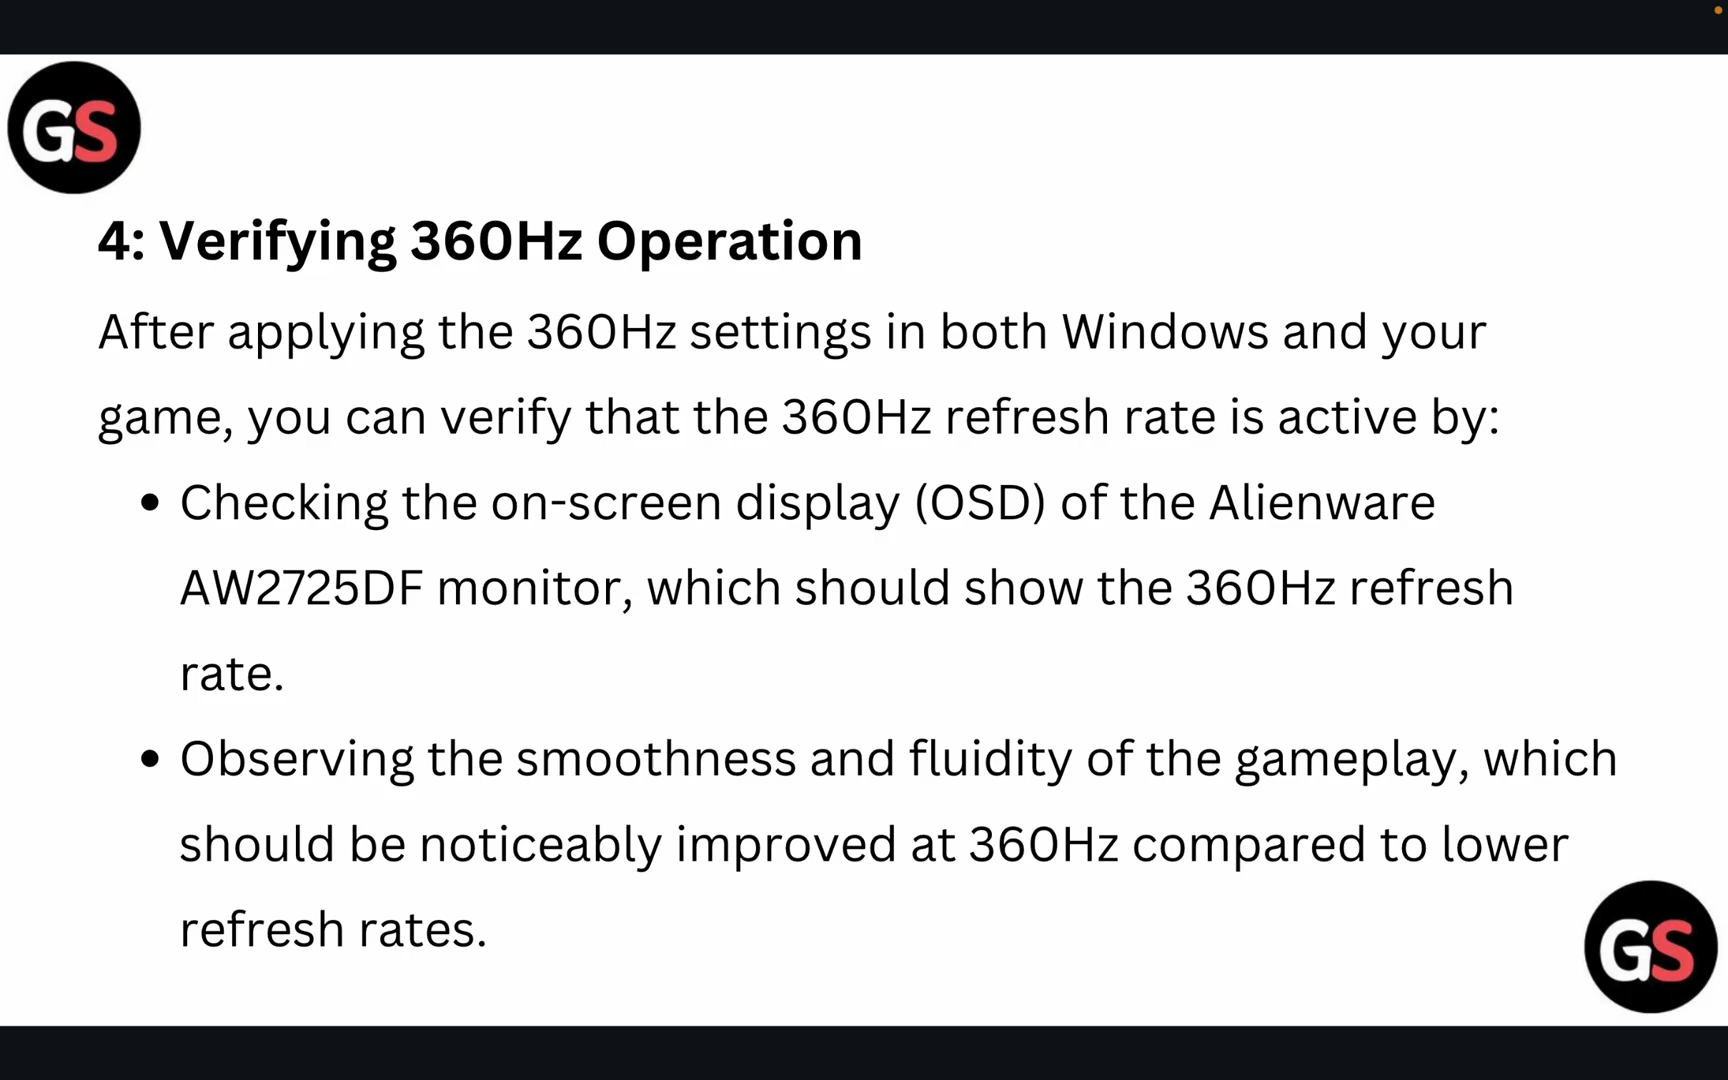 GS
4: Verifying 360Hz Operation
After applying the 360Hz settings in both Windows and your
game, you can verify that the 360Hz refresh rate is active by:
• Checking the on-screen display (OSD) of the Alienware
AW2725DF monitor, which should show the 360Hz refresh
rate.
• Observing the smoothness and fluidity of the gameplay, which
should be noticeably improved at 360Hz compared to lower
refresh rates.
GS